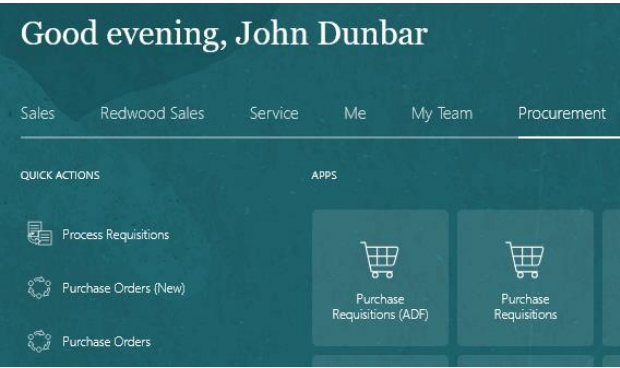 Good evening, John Dunbar
Sales Redwood Sales Service Me My Team Procurement
QUICK ACTIONS
APPS
Process Requisitions
Purchase Orders (New)
Purchase Orders
Purchase
Requisitions (ADF)
Purchase
Requisitions